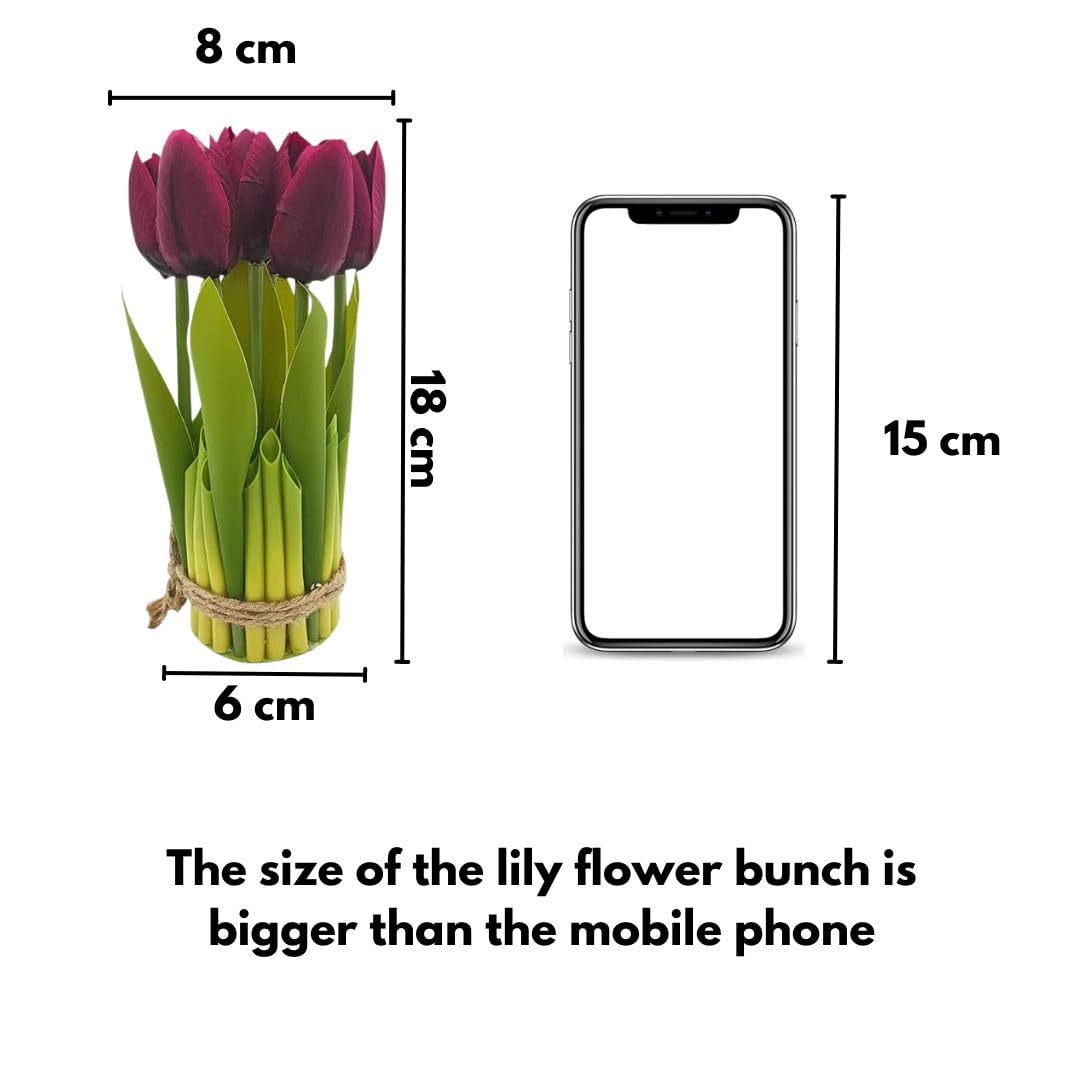 8 cm
18 cm
15 cm
6 cm
The size of the lily flower bunch is
bigger than the mobile phone